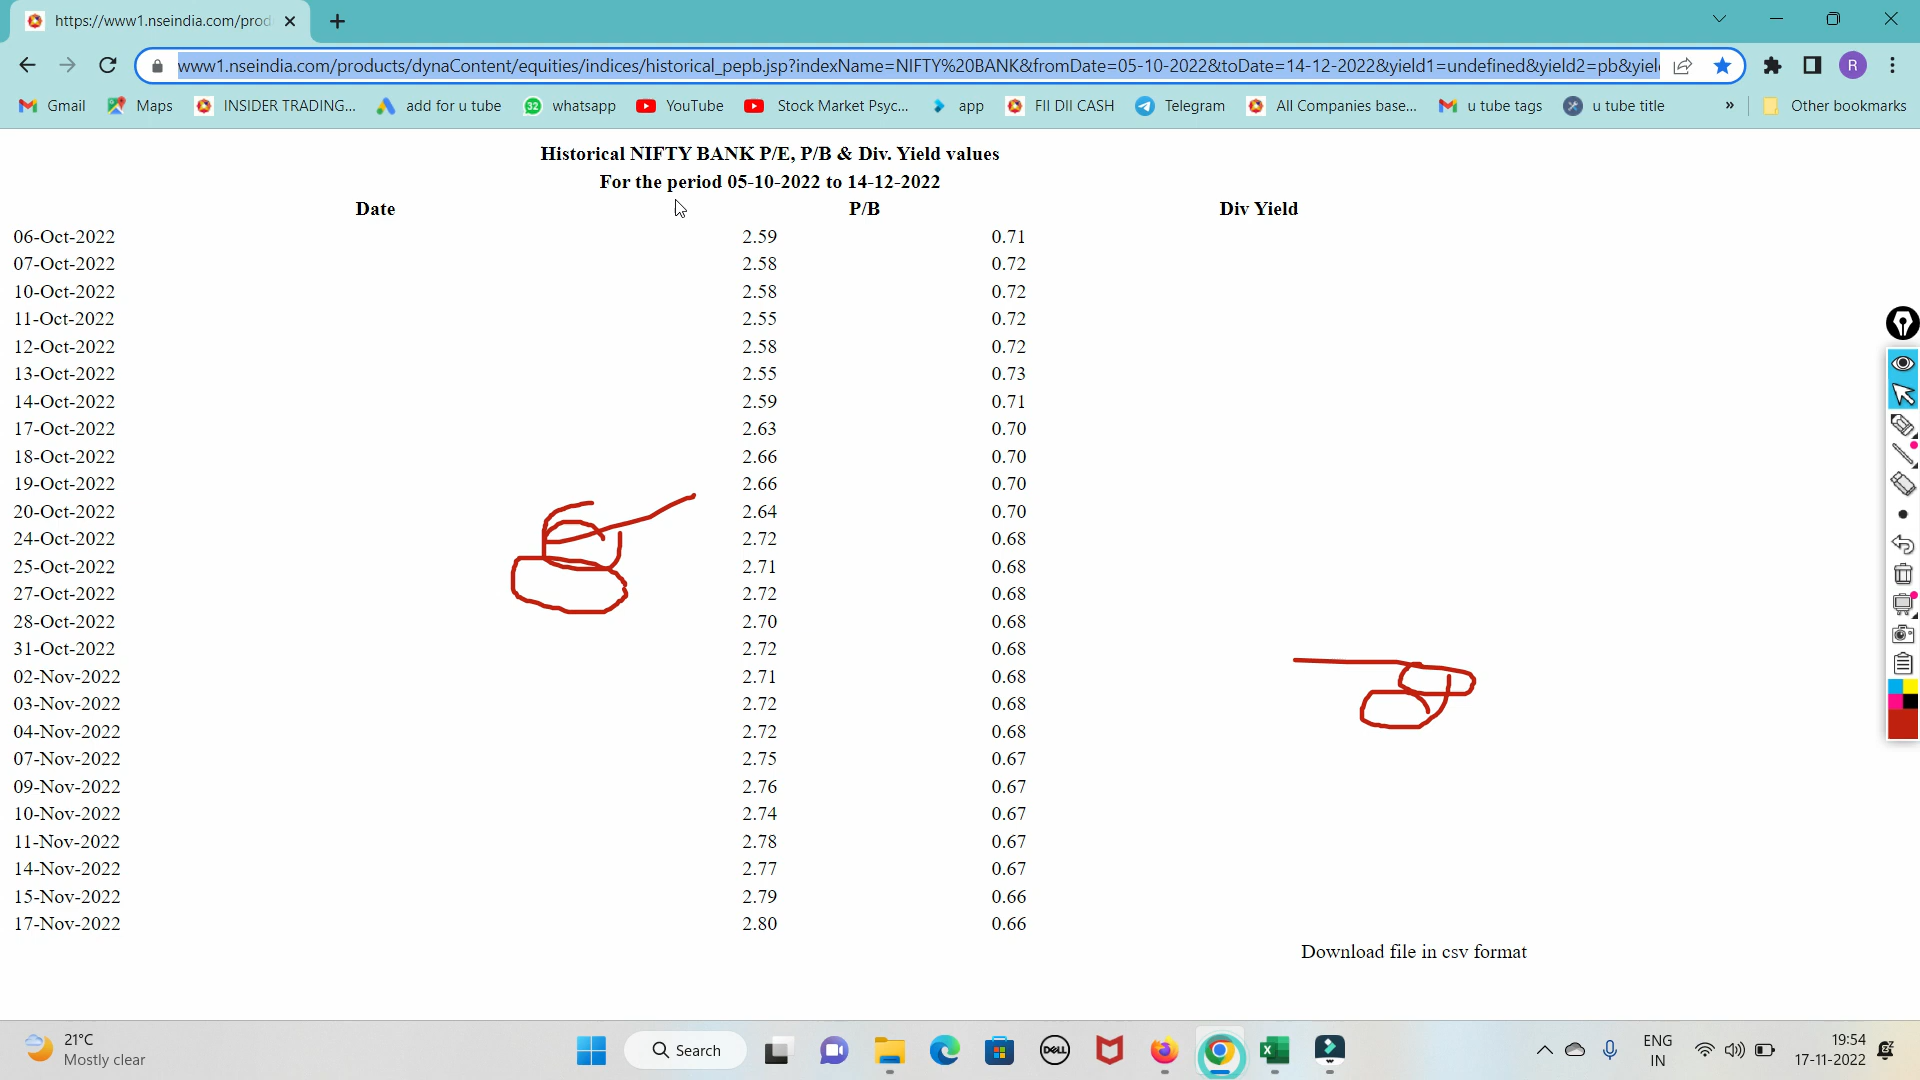 https://www1.nseindia.com/prod
www1.nseindia.com/products/dynaContent/equities/indices/historical_pepb.jsp?indexName=NIFTY%20BANK&fromDate=05-10-2022&toDate=14-12-2022&yield1=undefined&yield2=pb&yiel
R
Gmail Maps INSIDER TRADING... add for u tube 32 whatsapp YouTube Stock Market Psyc... app FII DII CASH Telegram All Companies base... u tube tags u tube title » Other bookmarks
Historical NIFTY BANK P/E, P/B & Div. Yield values
For the period 05-10-2022 to 14-12-2022
Date P/B Div Yield
06-Oct-2022 2.59 0.71
07-Oct-2022 2.58 0.72
10-Oct-2022 2.58 0.72
11-Oct-2022 2.55 0.72
12-Oct-2022 2.58 0.72
13-Oct-2022 2.55 0.73
14-Oct-2022 2.59 0.71
17-Oct-2022 2.63 0.70
18-Oct-2022 2.66 0.70
19-Oct-2022 2.66 0.70
20-Oct-2022 2.64 0.70
24-Oct-2022 2.72 0.68
25-Oct-2022 2.71 0.68
27-Oct-2022 2.72 0.68
28-Oct-2022 2.70 0.68
31-Oct-2022 2.72 0.68
02-Nov-2022 2.71 0.68
03-Nov-2022 2.72 0.68
04-Nov-2022 2.72 0.68
07-Nov-2022 2.75 0.67
09-Nov-2022 2.76 0.67
10-Nov-2022 2.74 0.67
11-Nov-2022 2.78 0.67
14-Nov-2022 2.77 0.67
15-Nov-2022 2.79 0.66
17-Nov-2022 2.80 0.66
Download file in csv format
21°C
Mostly clear
Search
DELL
ENG
IN
19:54
17-11-2022